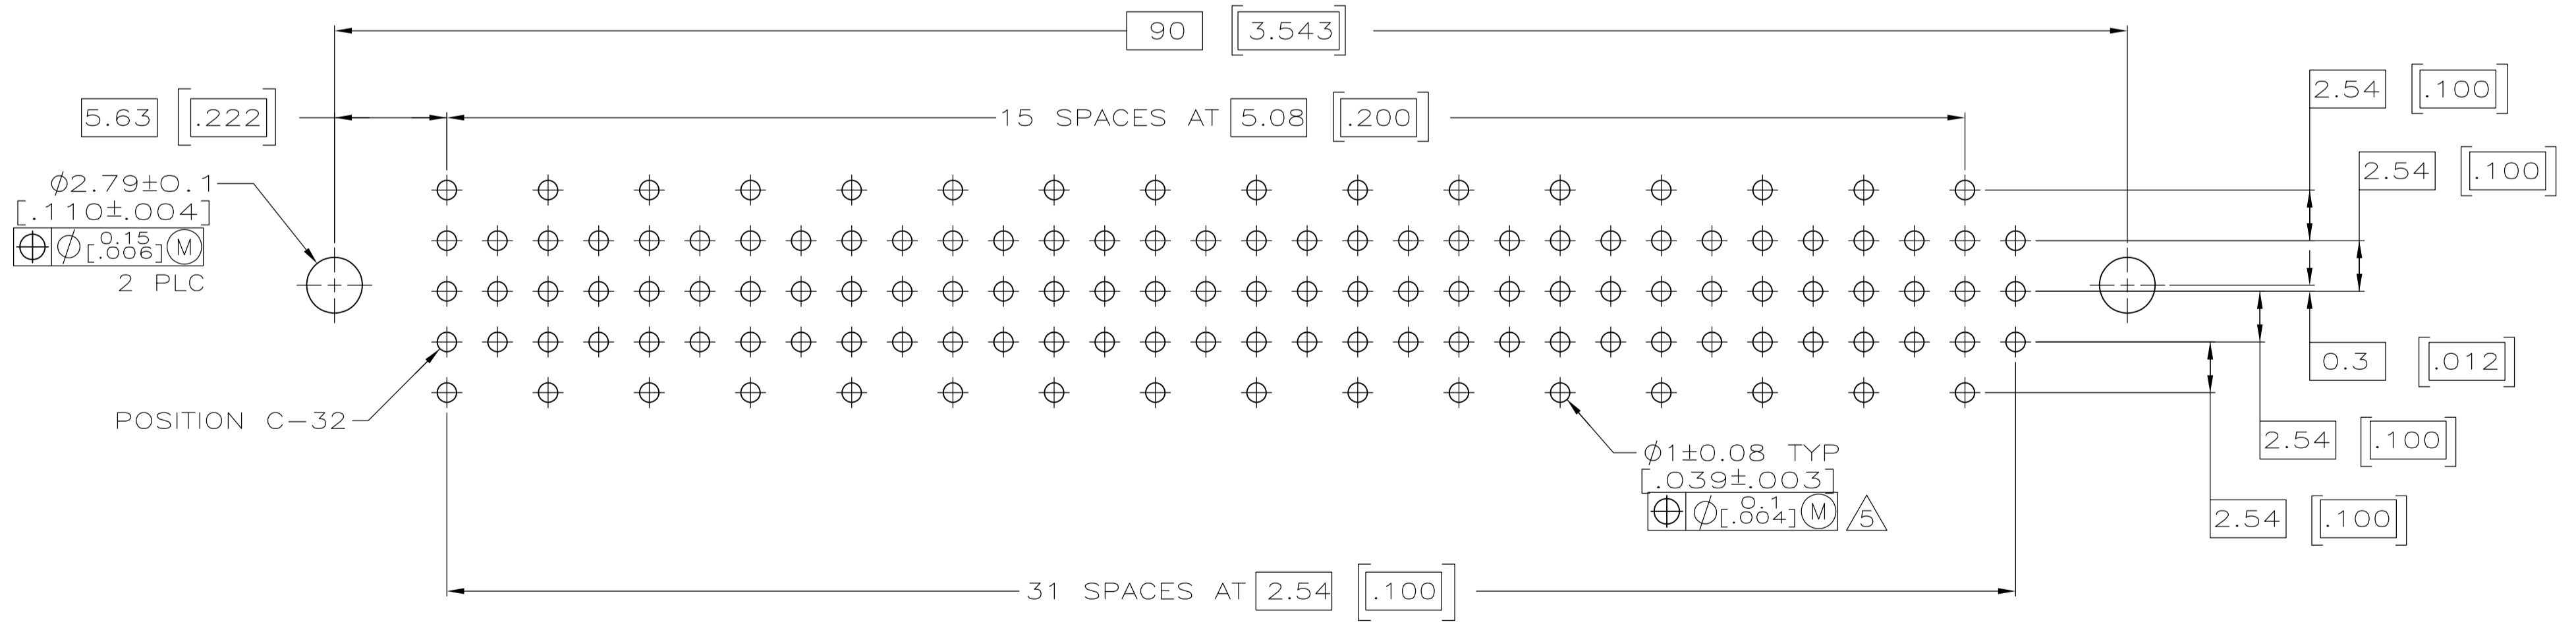 90 [3.543]
5.63 [.222]
15 SPACES AT 5.08 [.200]
2.54 [.100]
2.54 [.100]
⌀2.79±0.1
[.110±.004]
⌖ ⌀ 0.15 [.006] Ⓜ
2 PLC
0.3 [.012]
POSITION C-32
2.54 [.100]
⌀1±0.08 TYP
[.039±.003]
⌖ ⌀ 0.1 [.004] Ⓜ 5
2.54 [.100]
31 SPACES AT 2.54 [.100]